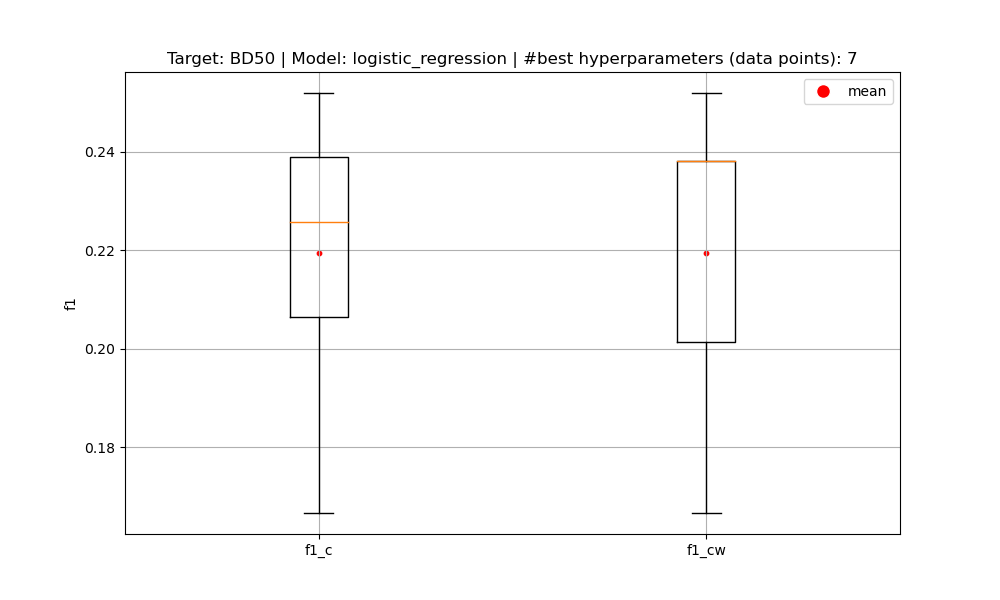 Target: BD50 | Model: logistic_regression | #best hyperparameters (data points): 7
mean
0.24
0.22
0.20
0.18
f1
f1_c
f1_cw